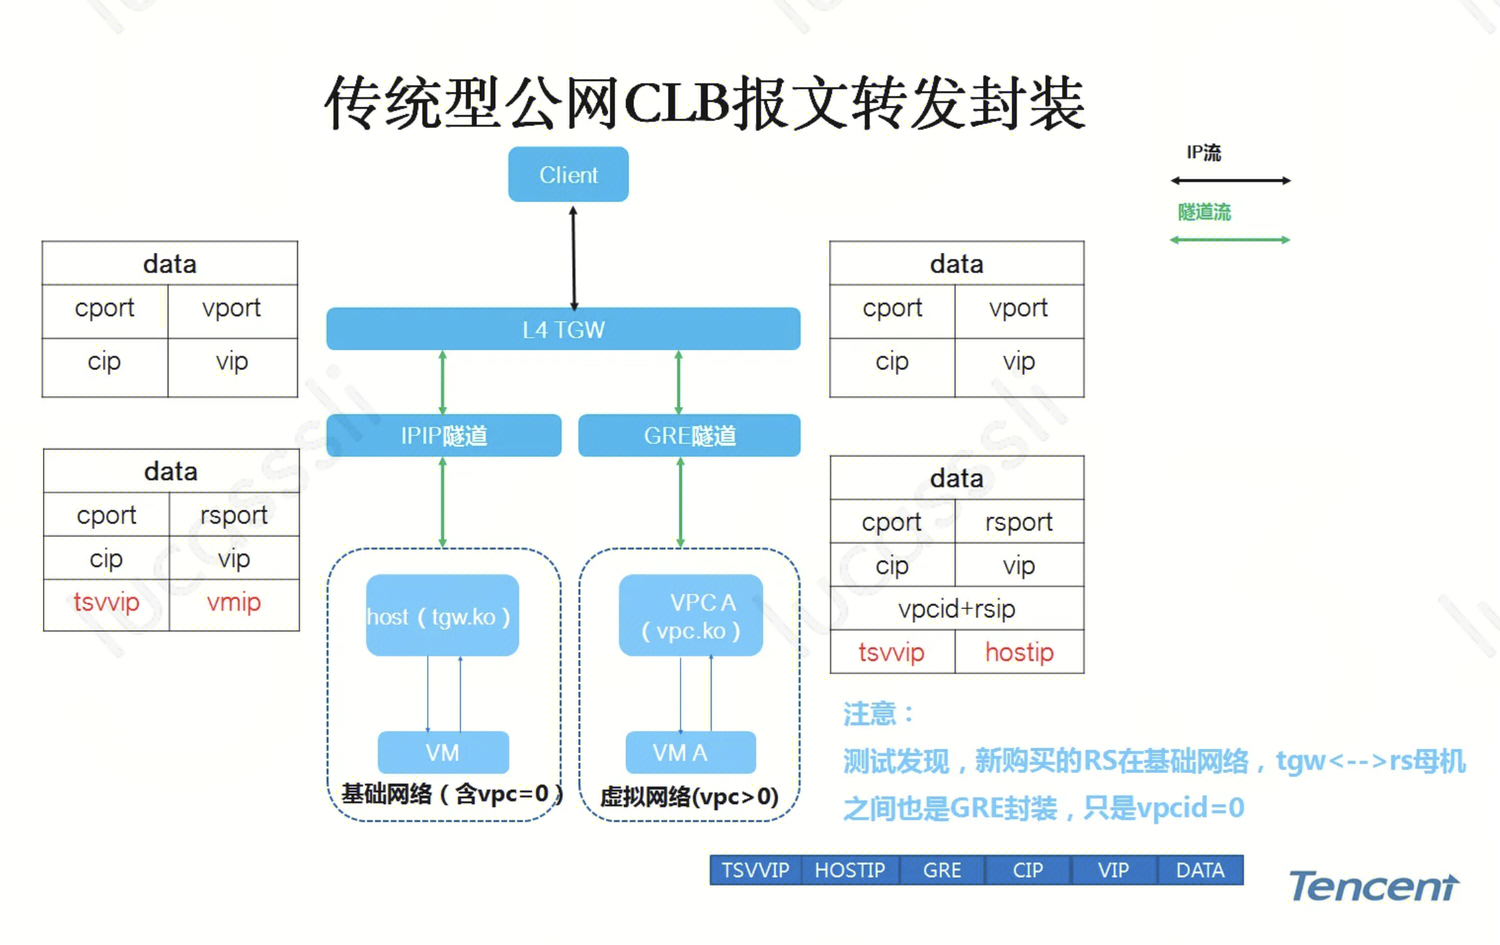 传统型公网CLB报文转发封装
Client
IP流
隧道流
data
cport vport
cip vip
L4 TGW
data
cport vport
cip vip
IPIP隧道
GRE隧道
data
cport rsport
cip vip
tsvvip vmip
host（tgw.ko）
VM
基础网络（含vpc=0）
VPC A
（vpc.ko）
VM A
虚拟网络(vpc>0)
data
cport rsport
cip vip
vpcid+rsip
tsvvip hostip
注意：
测试发现，新购买的RS在基础网络，tgw<-->rs母机
之间也是GRE封装，只是vpcid=0
TSVVIP HOSTIP GRE CIP VIP DATA
Tencent
lucassli
lucassli